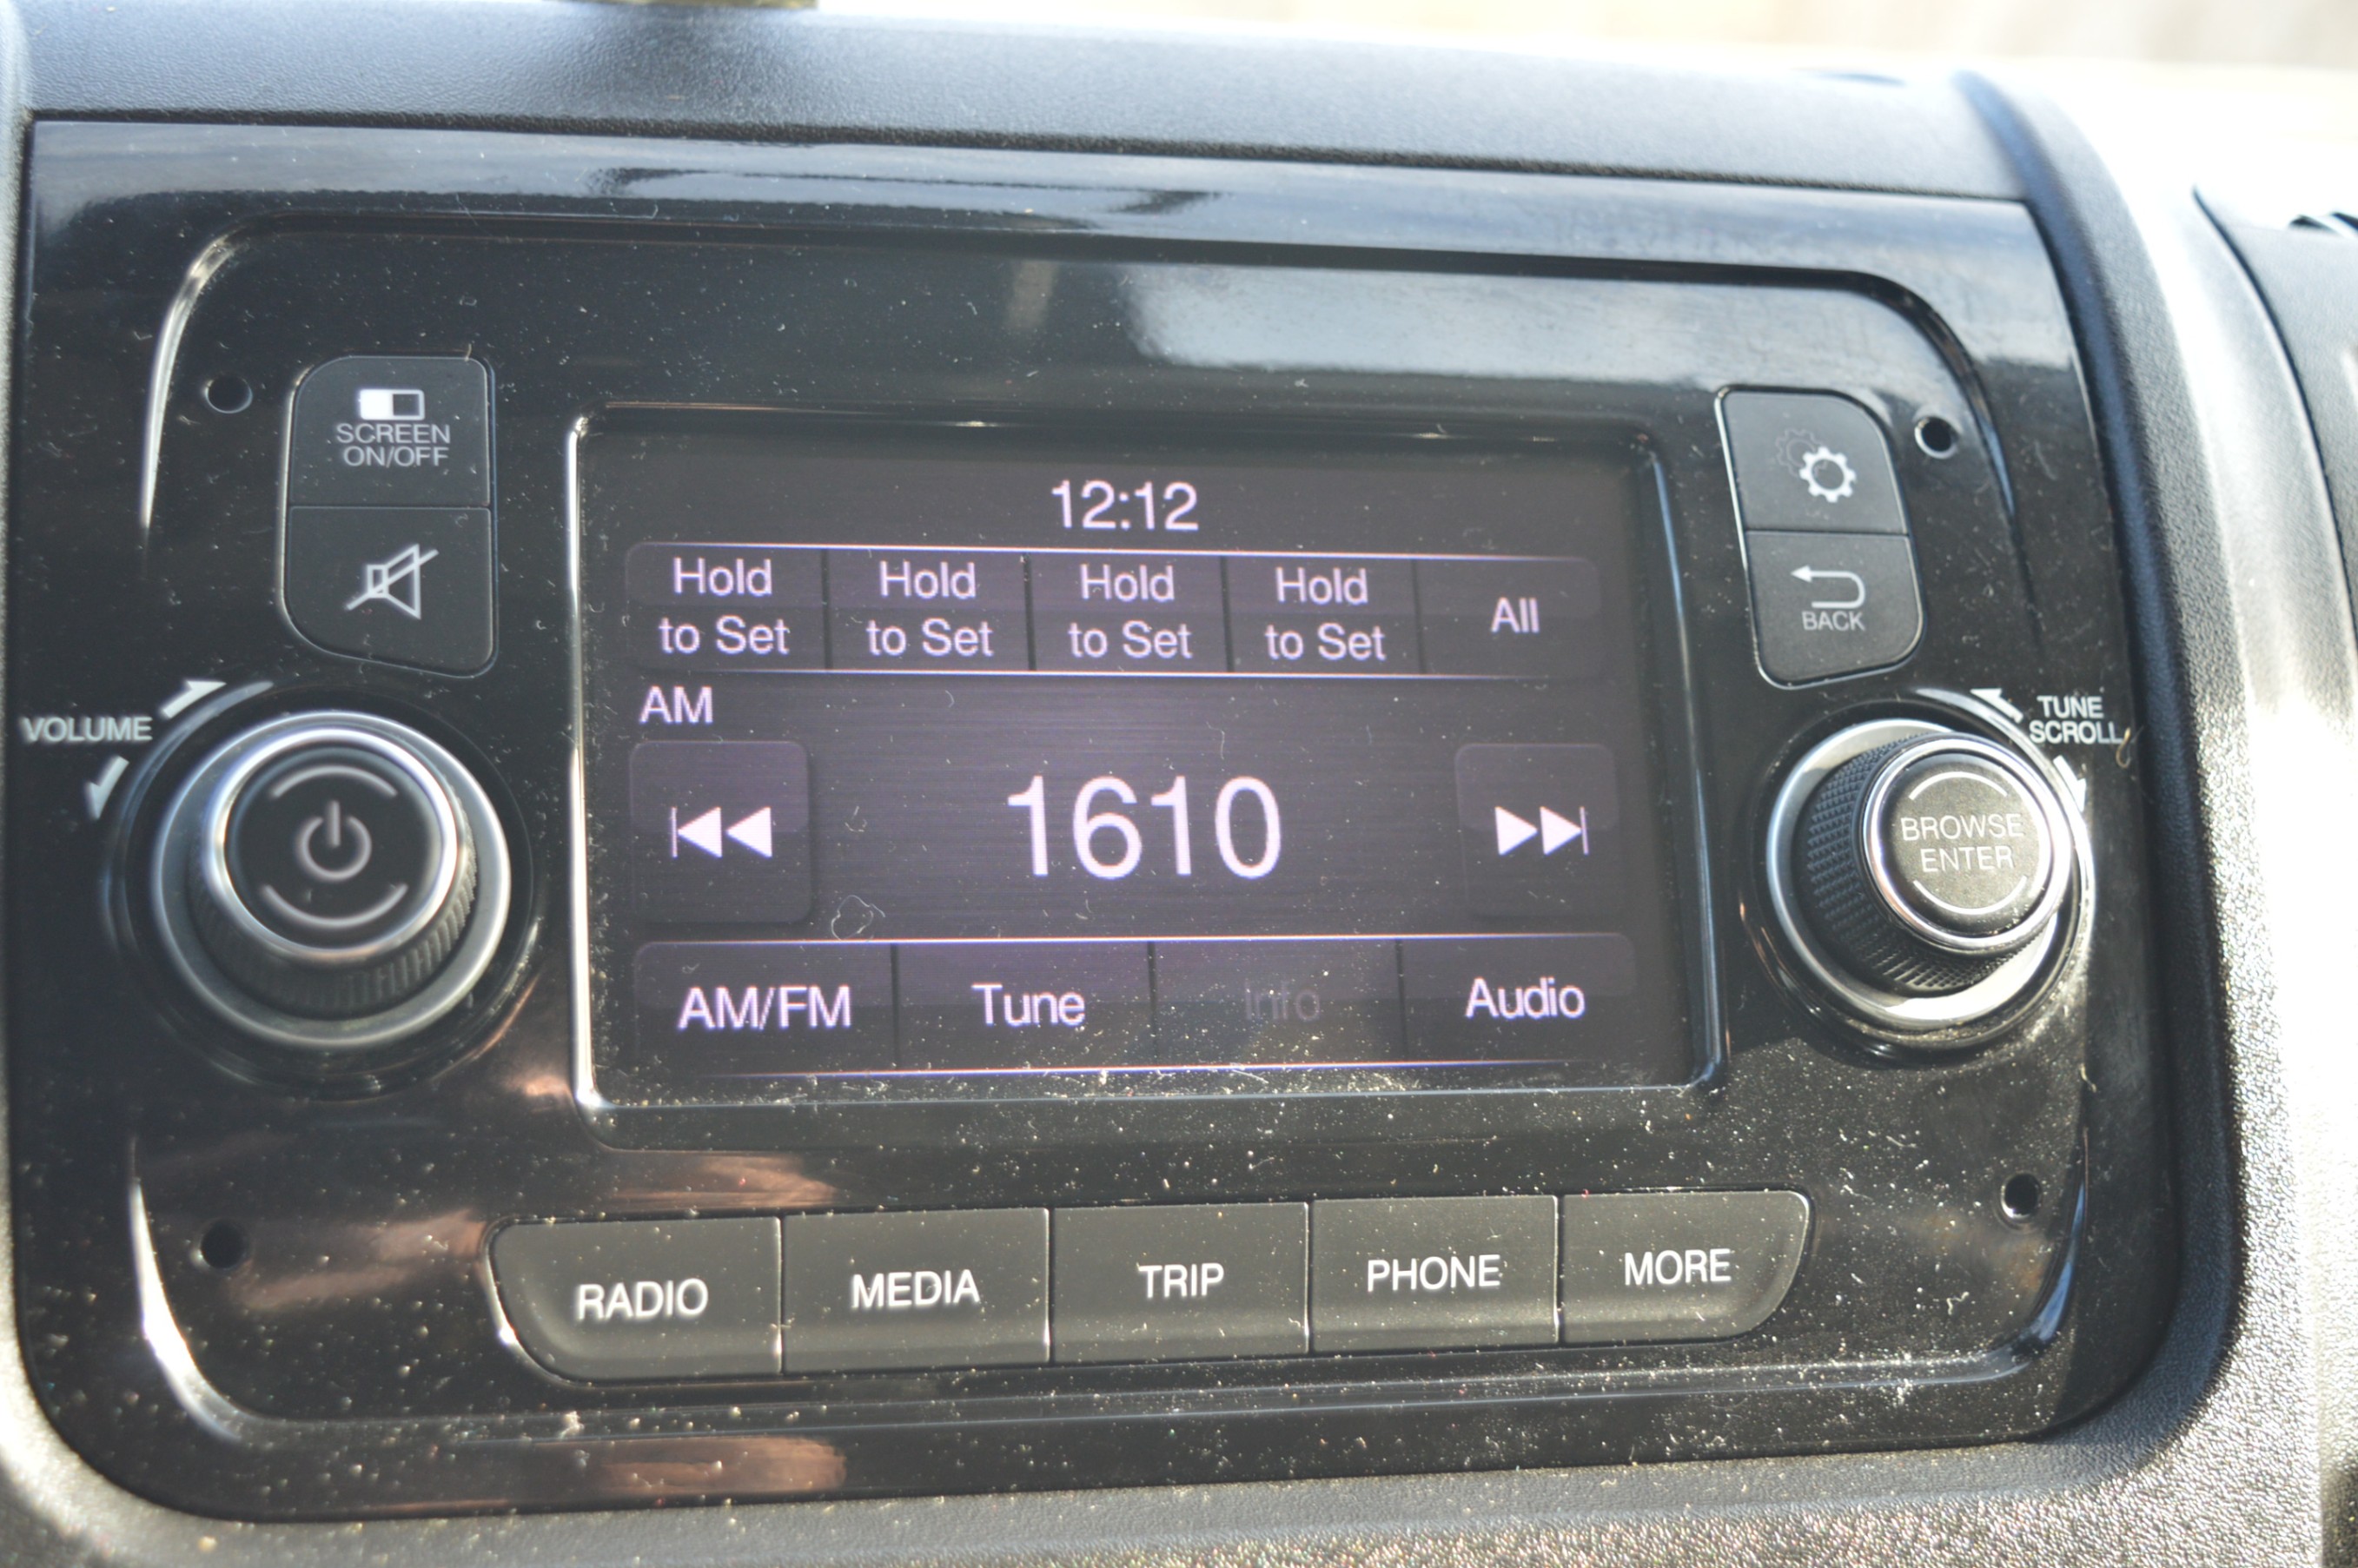 SCREEN
ON/OFF
VOLUME
12:12
Hold
to Set
Hold
to Set
Hold
to Set
Hold
to Set
All
AM
1610
AM/FM
Tune
Info
Audio
BACK
TUNE
SCROLL
BROWSE
ENTER
RADIO
MEDIA
TRIP
PHONE
MORE